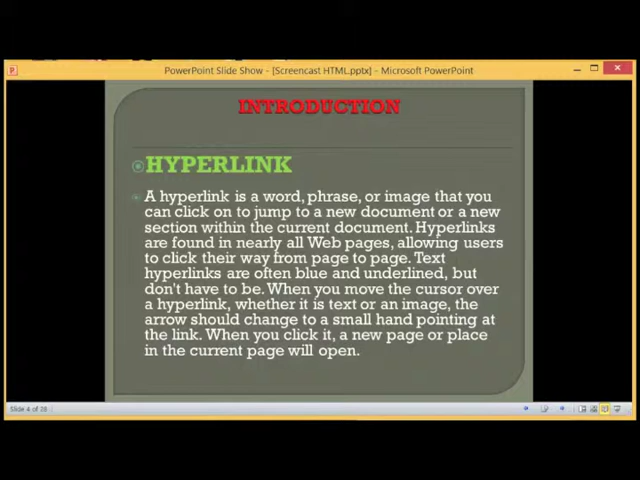 PowerPoint Slide Show - [Screencast HTML.pptx] - Microsoft PowerPoint
INTRODUCTION
HYPERLINK
A hyperlink is a word, phrase, or image that you
can click on to jump to a new document or a new
section within the current document. Hyperlinks
are found in nearly all Web pages, allowing users
to click their way from page to page. Text
hyperlinks are often blue and underlined, but
don't have to be. When you move the cursor over
a hyperlink, whether it is text or an image, the
arrow should change to a small hand pointing at
the link. When you click it, a new page or place
in the current page will open.
Slide 4 of 28